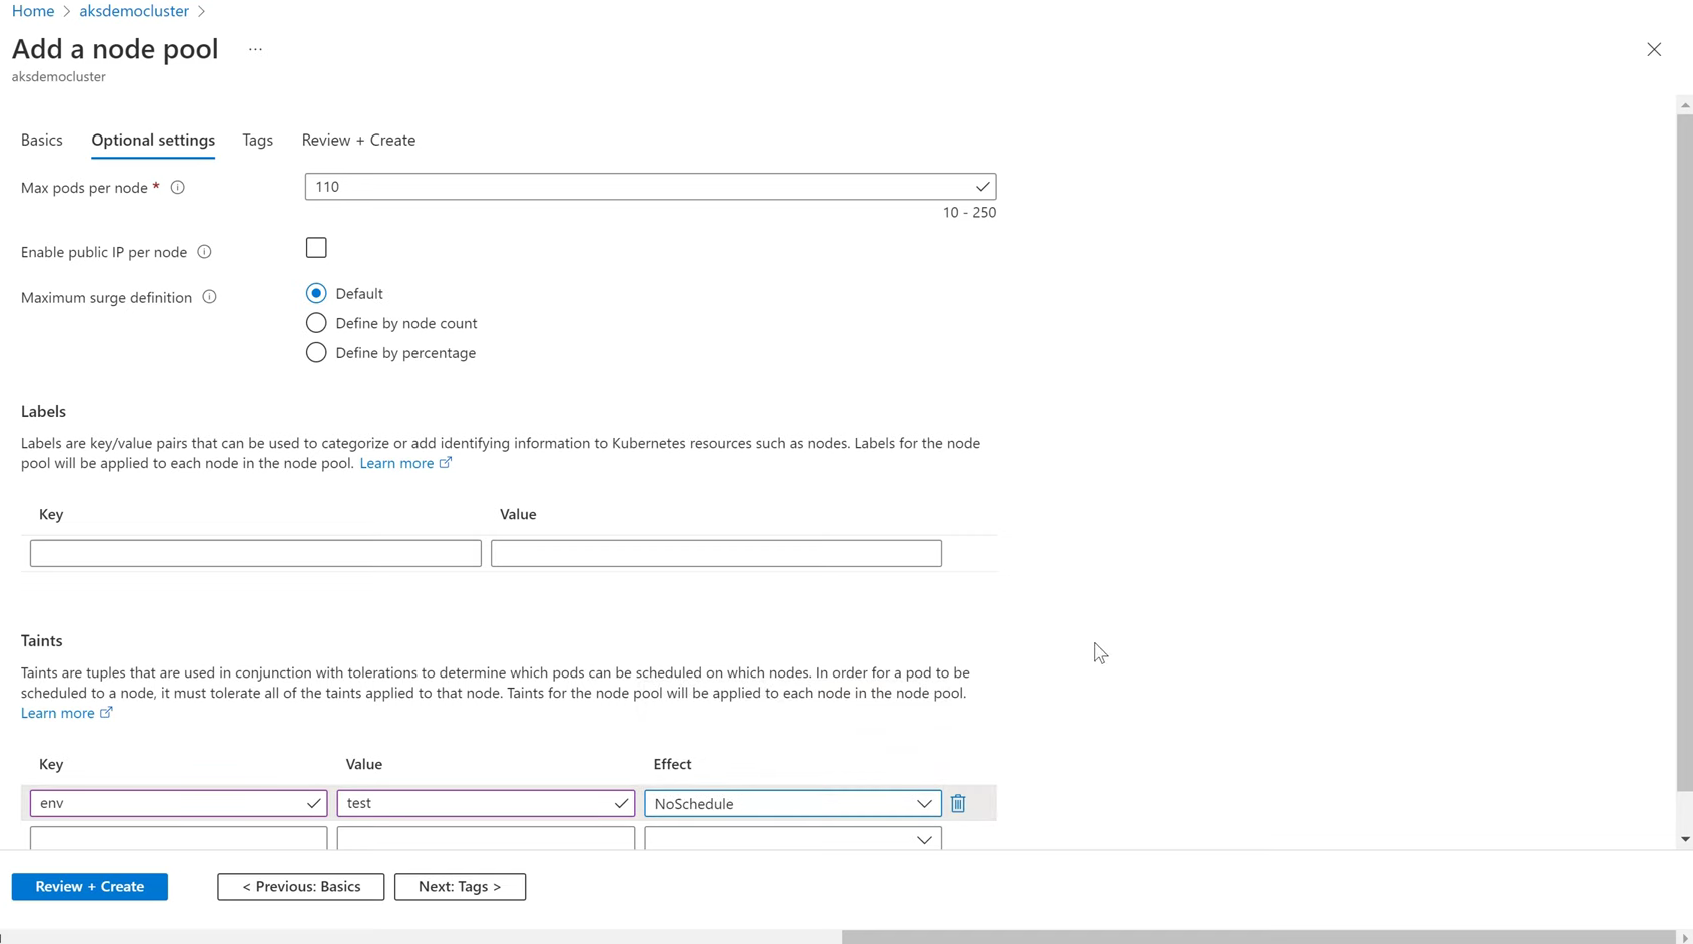 Home > aksdemocluster >
Add a node pool ...
aksdemocluster
Basics Optional settings Tags Review + Create
Max pods per node *
110
10 - 250
Enable public IP per node
Maximum surge definition
Default
Define by node count
Define by percentage
Labels
Labels are key/value pairs that can be used to categorize or add identifying information to Kubernetes resources such as nodes. Labels for the node
pool will be applied to each node in the node pool. Learn more
Key Value
Taints
Taints are tuples that are used in conjunction with tolerations to determine which pods can be scheduled on which nodes. In order for a pod to be
scheduled to a node, it must tolerate all of the taints applied to that node. Taints for the node pool will be applied to each node in the node pool.
Learn more
Key Value Effect
env test NoSchedule
Review + Create < Previous: Basics Next: Tags >